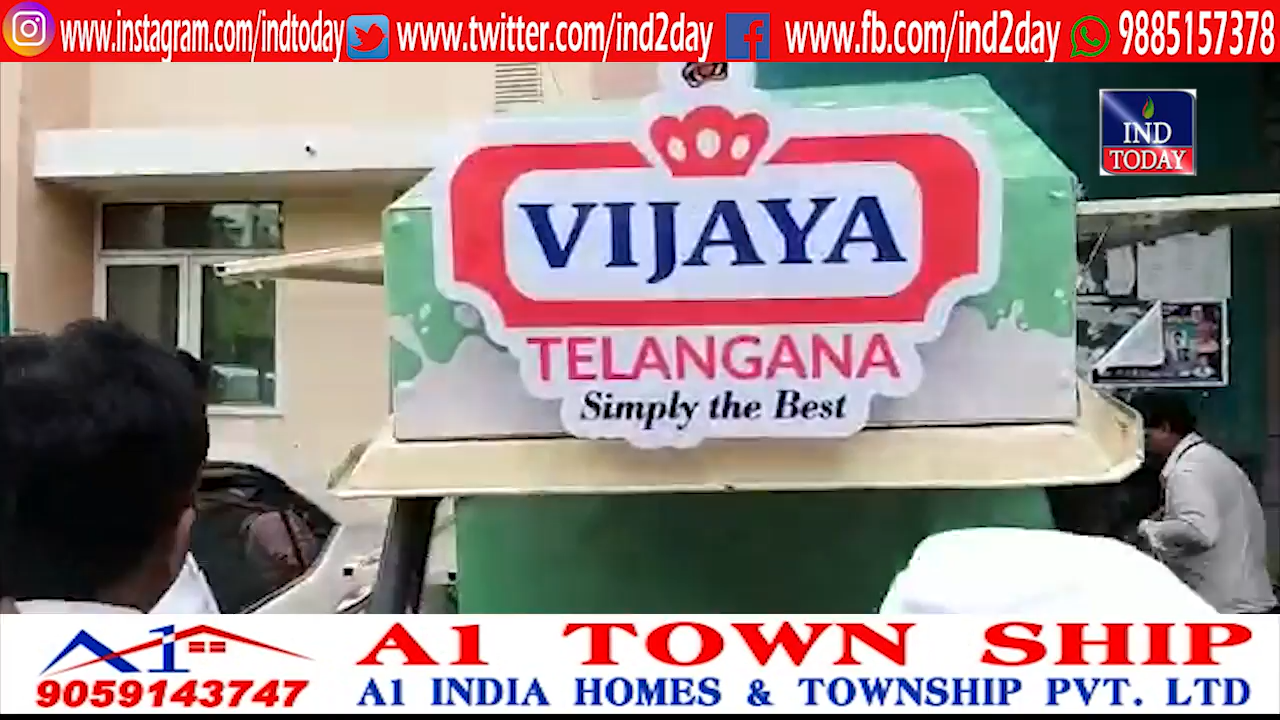 www.instagram.com/indtoday www.twitter.com/ind2day www.fb.com/ind2day 9885157378
IND
TODAY
VIJAYA
TELANGANA
Simply the Best
A1
9059143747
A1 TOWN SHIP
A1 INDIA HOMES & TOWNSHIP PVT. LTD